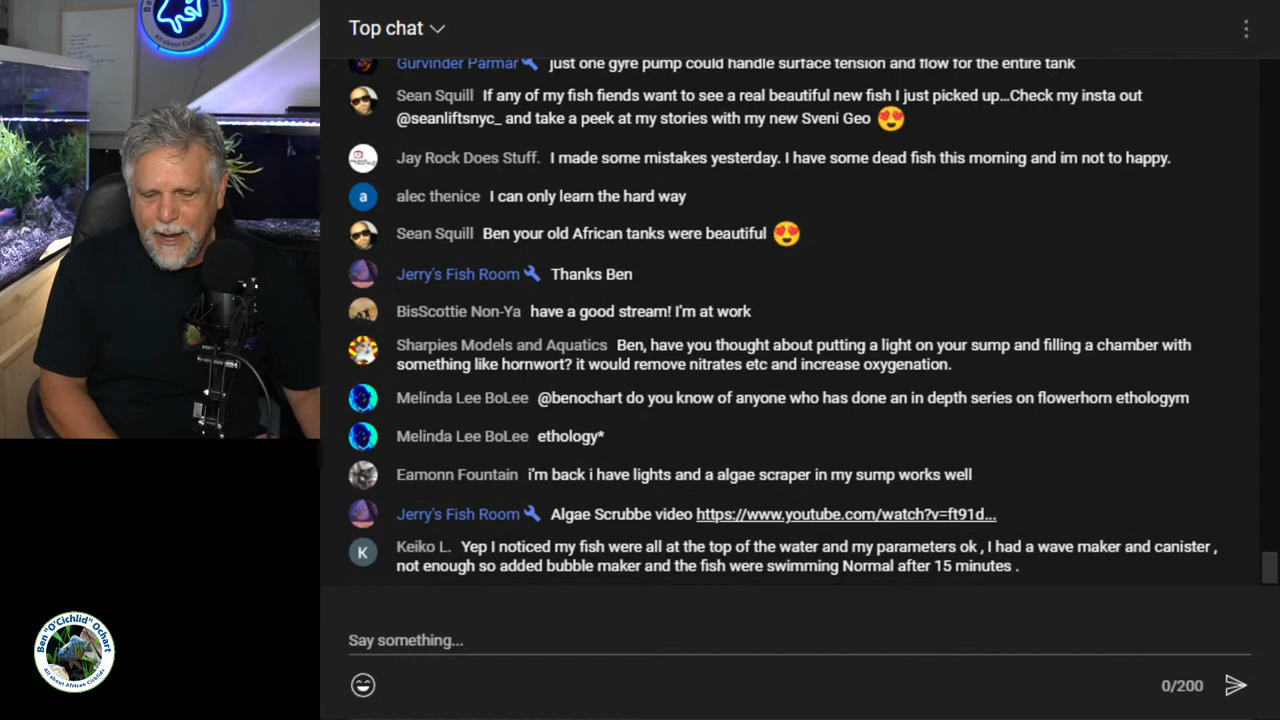 Top chat
Gurvinder Parmar just one gyre pump could handle surface tension and flow for the entire tank
Sean Squill If any of my fish fiends want to see a real beautiful new fish I just picked up...Check my insta out
@seanliftsnyc_ and take a peek at my stories with my new Sveni Geo 😍
Jay Rock Does Stuff. I made some mistakes yesterday. I have some dead fish this morning and im not to happy.
a alec thenice I can only learn the hard way
Sean Squill Ben your old African tanks were beautiful 😍
Jerry's Fish Room Thanks Ben
BisScottie Non-Ya have a good stream! I'm at work
Sharpies Models and Aquatics Ben, have you thought about putting a light on your sump and filling a chamber with
something like hornwort? it would remove nitrates etc and increase oxygenation.
Melinda Lee BoLee @benochart do you know of anyone who has done an in depth series on flowerhorn ethologym
Melinda Lee BoLee ethology*
Eamonn Fountain i'm back i have lights and a algae scraper in my sump works well
Jerry's Fish Room Algae Scrubbe video https://www.youtube.com/watch?v=ft91d...
K Keiko L. Yep I noticed my fish were all at the top of the water and my parameters ok , I had a wave maker and canister ,
not enough so added bubble maker and the fish were swimming Normal after 15 minutes .
Say something...
0/200
Ben "O'Cichlid" Ochart
All about African Cichlids
All about Cichlids